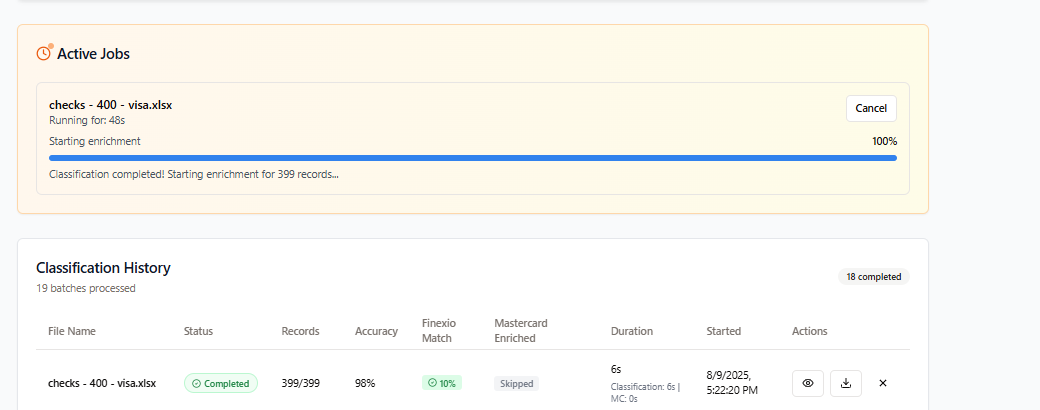 Active Jobs
checks - 400 - visa.xlsx
Cancel
Running for: 48s
Starting enrichment
100%
Classification completed! Starting enrichment for 399 records...
Classification History
19 batches processed
18 completed
File Name
Status
Records
Accuracy
Finexio
Match
Mastercard
Enriched
Duration
Started
Actions
checks - 400 - visa.xlsx
Completed
399/399
98%
10%
Skipped
6s
Classification: 6s |
MC: 0s
8/9/2025,
5:22:20 PM